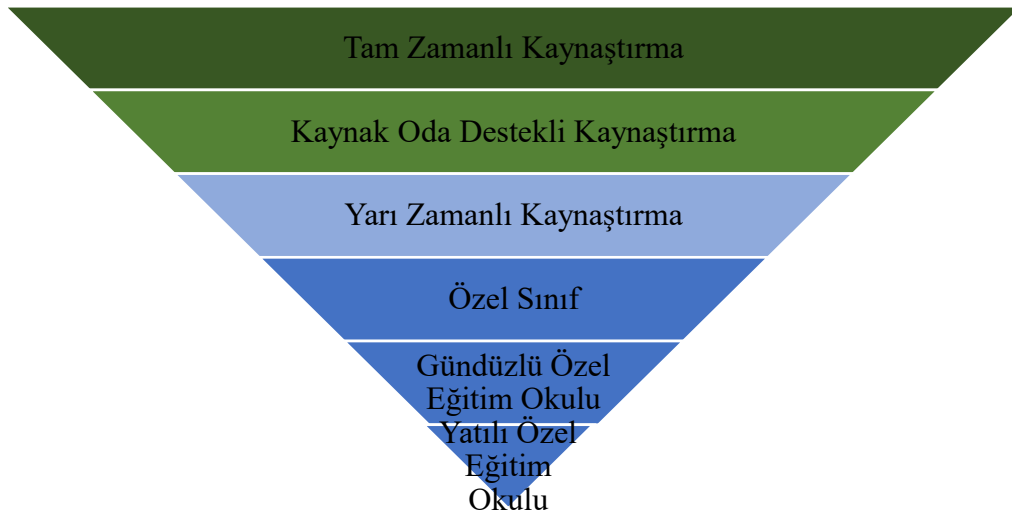 Tam Zamanlı Kaynaştırma
Kaynak Oda Destekli Kaynaştırma
Yarı Zamanlı Kaynaştırma
Özel Sınıf
Gündüzlü Özel
Eğitim Okulu
Yatılı Özel
Eğitim
Okulu